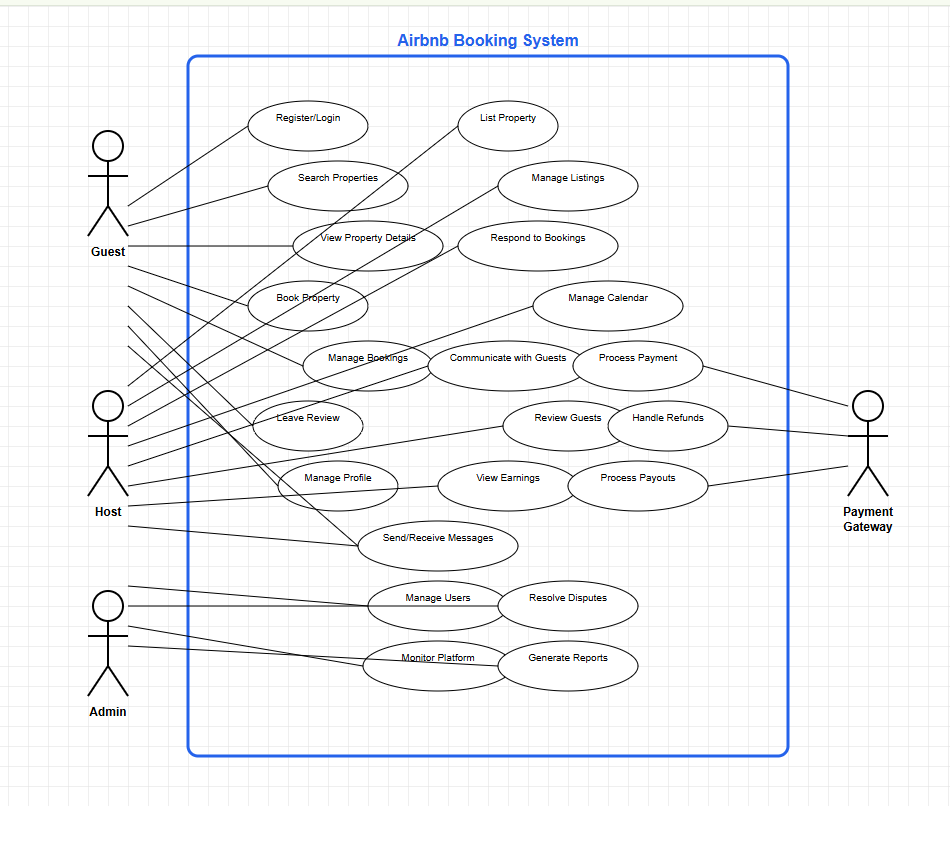 Airbnb Booking System
Register/Login
List Property
Search Properties
Manage Listings
Guest
View Property Details
Respond to Bookings
Book Property
Manage Calendar
Manage Bookings
Communicate with Guests
Process Payment
Leave Review
Review Guests
Handle Refunds
Manage Profile
View Earnings
Process Payouts
Host
Payment
Gateway
Send/Receive Messages
Manage Users
Resolve Disputes
Monitor Platform
Generate Reports
Admin